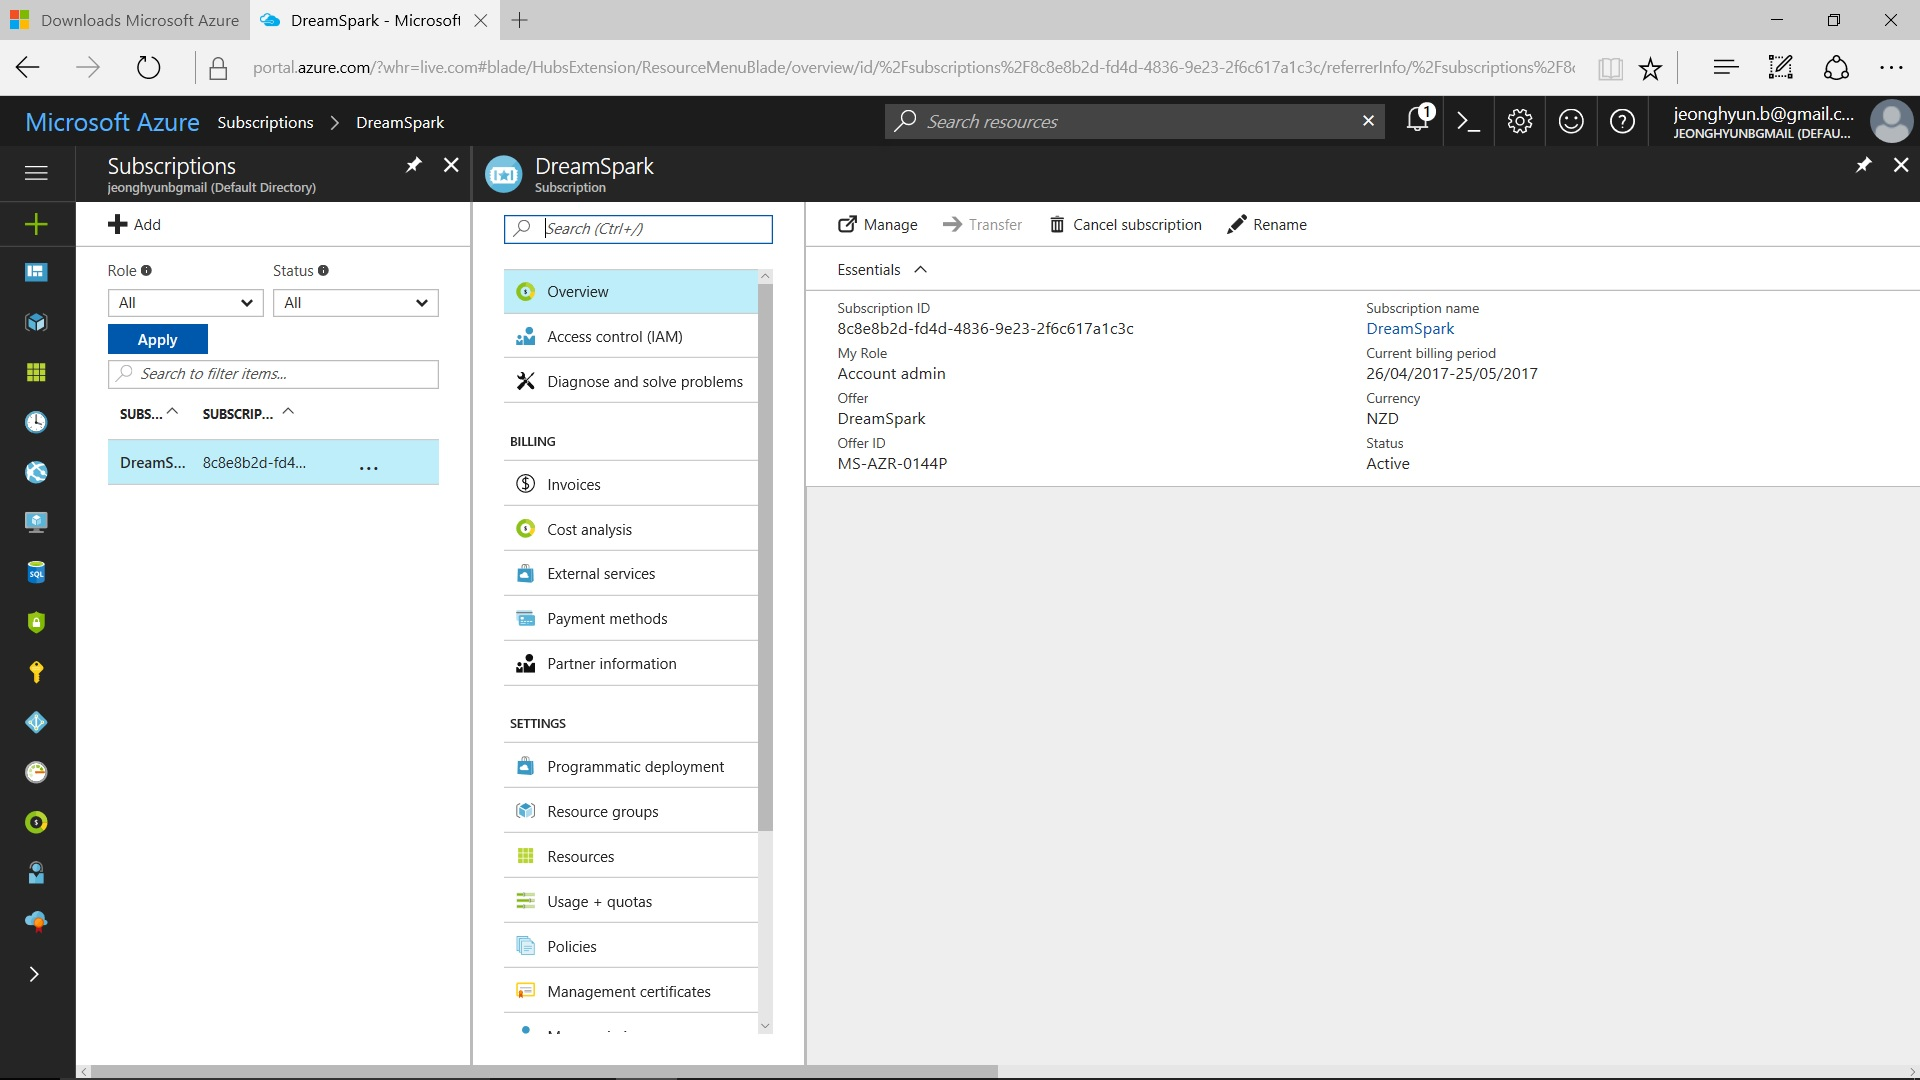 Downloads Microsoft Azure
DreamSpark - Microsoft
portal.azure.com/?whr=live.com#blade/HubsExtension/ResourceMenuBlade/overview/id/%2Fsubscriptions%2F8c8e8b2d-fd4d-4836-9e23-2f6c617a1c3c/referrerInfo/%2Fsubscriptions%2F8
Microsoft Azure Subscriptions > DreamSpark
Search resources
1
jeonghyun.b@gmail.c...
JEONGHYUNBGMAIL (DEFAU...
Subscriptions
jeonghyunbgmail (Default Directory)
Add
Role
Status
All
All
Apply
Search to filter items...
SUBS...
SUBSCRIP...
DreamS...
8c8e8b2d-fd4...
...
SQL
DreamSpark
Subscription
Search (Ctrl+/)
Overview
Access control (IAM)
Diagnose and solve problems
BILLING
Invoices
Cost analysis
External services
Payment methods
Partner information
SETTINGS
Programmatic deployment
Resource groups
Resources
Usage + quotas
Policies
Management certificates
Manage
Transfer
Cancel subscription
Rename
Essentials
Subscription ID
8c8e8b2d-fd4d-4836-9e23-2f6c617a1c3c
My Role
Account admin
Offer
DreamSpark
Offer ID
MS-AZR-0144P
Subscription name
DreamSpark
Current billing period
26/04/2017-25/05/2017
Currency
NZD
Status
Active